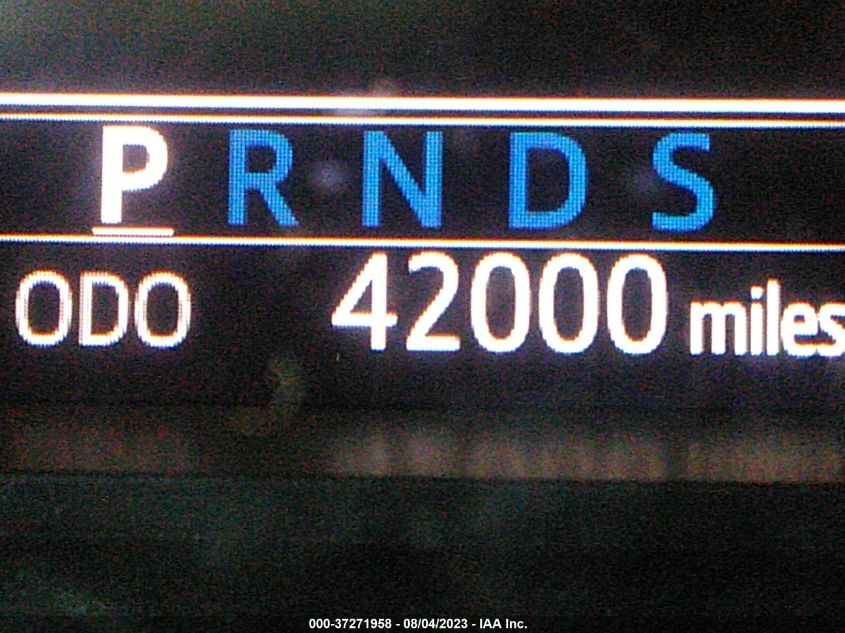 P R N D S
ODO 42000 miles
000-37271958 - 08/04/2023 - IAA Inc.